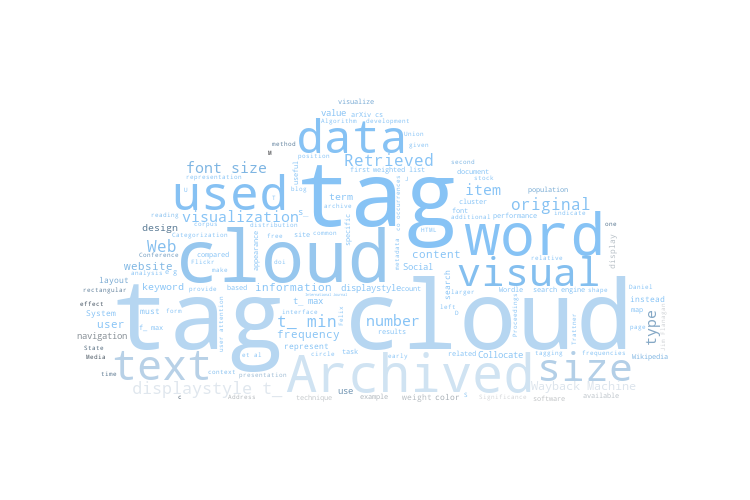 visualize
value arXiv cs
Algorithm development
data
Union
method
given
M
position
Retrieved
second
font size
useful
first weighted list
document
representation
stock
used
tag
item
population
U
blog
term
J
cluster
original
archive
co occurrences
reading
visualization
s_
font
indicate
specific
additional
performance
word
one
design
corpus
distribution
HTML
Categorization
free
site
common
Web
cloud
appearance
metadata
content
display
Conference
compared
relative
website
Flickr
doi
Social
visual
analysis
g
make
search
layout
keyword
provide
based
information
displaystyle
count
larger
Wordle
search engine
shape
Daniel
rectangular
effect
tag cloud
t_ max
instead
System
must
form
user attention
interface
left
D
Proceedings
map
user
t_ max
t_ min
number
type
page
navigation
frequency
results
State
represent
early
related
Collocate
tagging
frequencies
Wikipedia
Media
text
et al
circle
task
Archived
size
time
context
presentation
displaystyle t_
use
Wayback Machine
c
Address
technique
example
weight
color
S
Significance
software
available